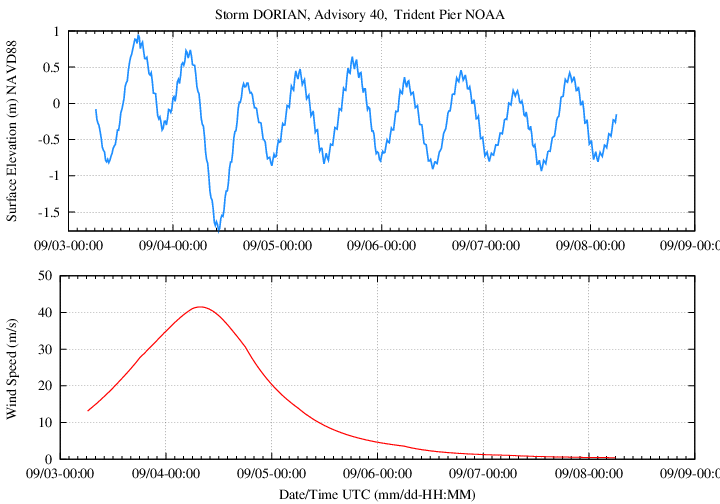 Storm DORIAN, Advisory 40,  Trident Pier NOAA
Surface Elevation (m) NAVD88
1
0.5
0
-0.5
-1
-1.5
09/03-00:00 09/04-00:00 09/05-00:00 09/06-00:00 09/07-00:00 09/08-00:00 09/09-0
Wind Speed (m/s)
50
40
30
20
10
0
09/03-00:00 09/04-00:00 09/05-00:00 09/06-00:00 09/07-00:00 09/08-00:00 09/09-0
Date/Time UTC (mm/dd-HH:MM)